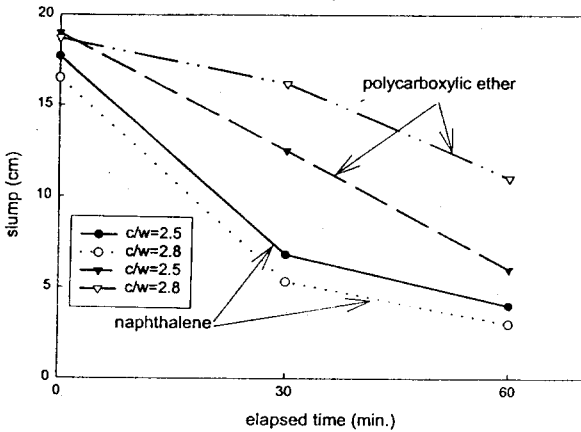 20
15
10
5
0
slump (cm)
polycarboxylic ether
c/w=2.5
c/w=2.8
c/w=2.5
c/w=2.8
naphthalene
0
30
60
elapsed time (min.)